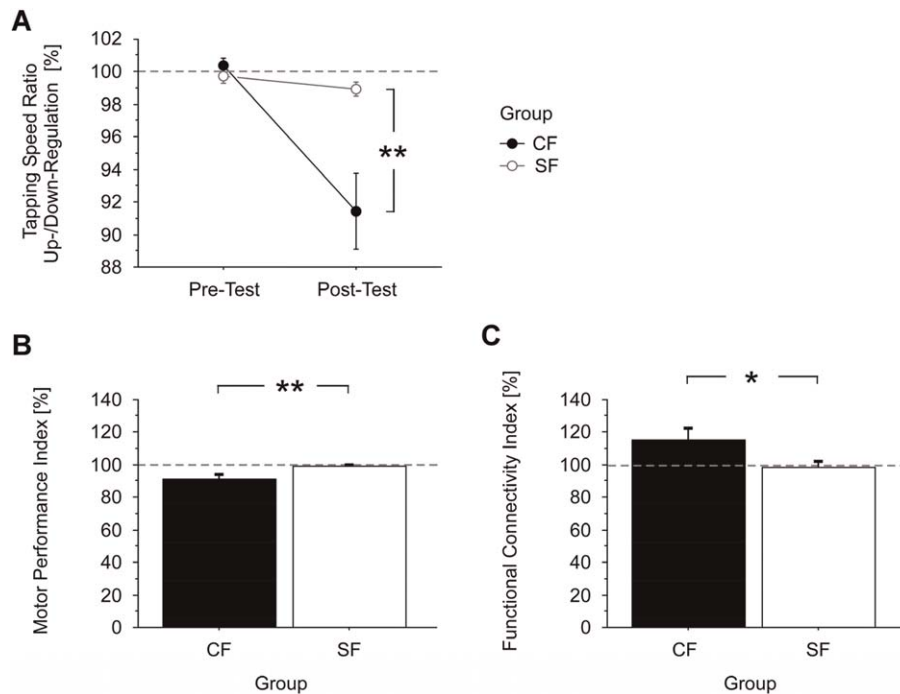 A
Tapping Speed Ratio
Up-/Down-Regulation [%]
102
100
98
96
94
92
90
88
**
Pre-Test
Post-Test
Group
CF
SF
B
Motor Performance Index [%]
140
120
100
80
60
40
20
0
**
CF
SF
Group
C
Functional Connectivity Index [%]
140
120
100
80
60
40
20
0
*
CF
SF
Group